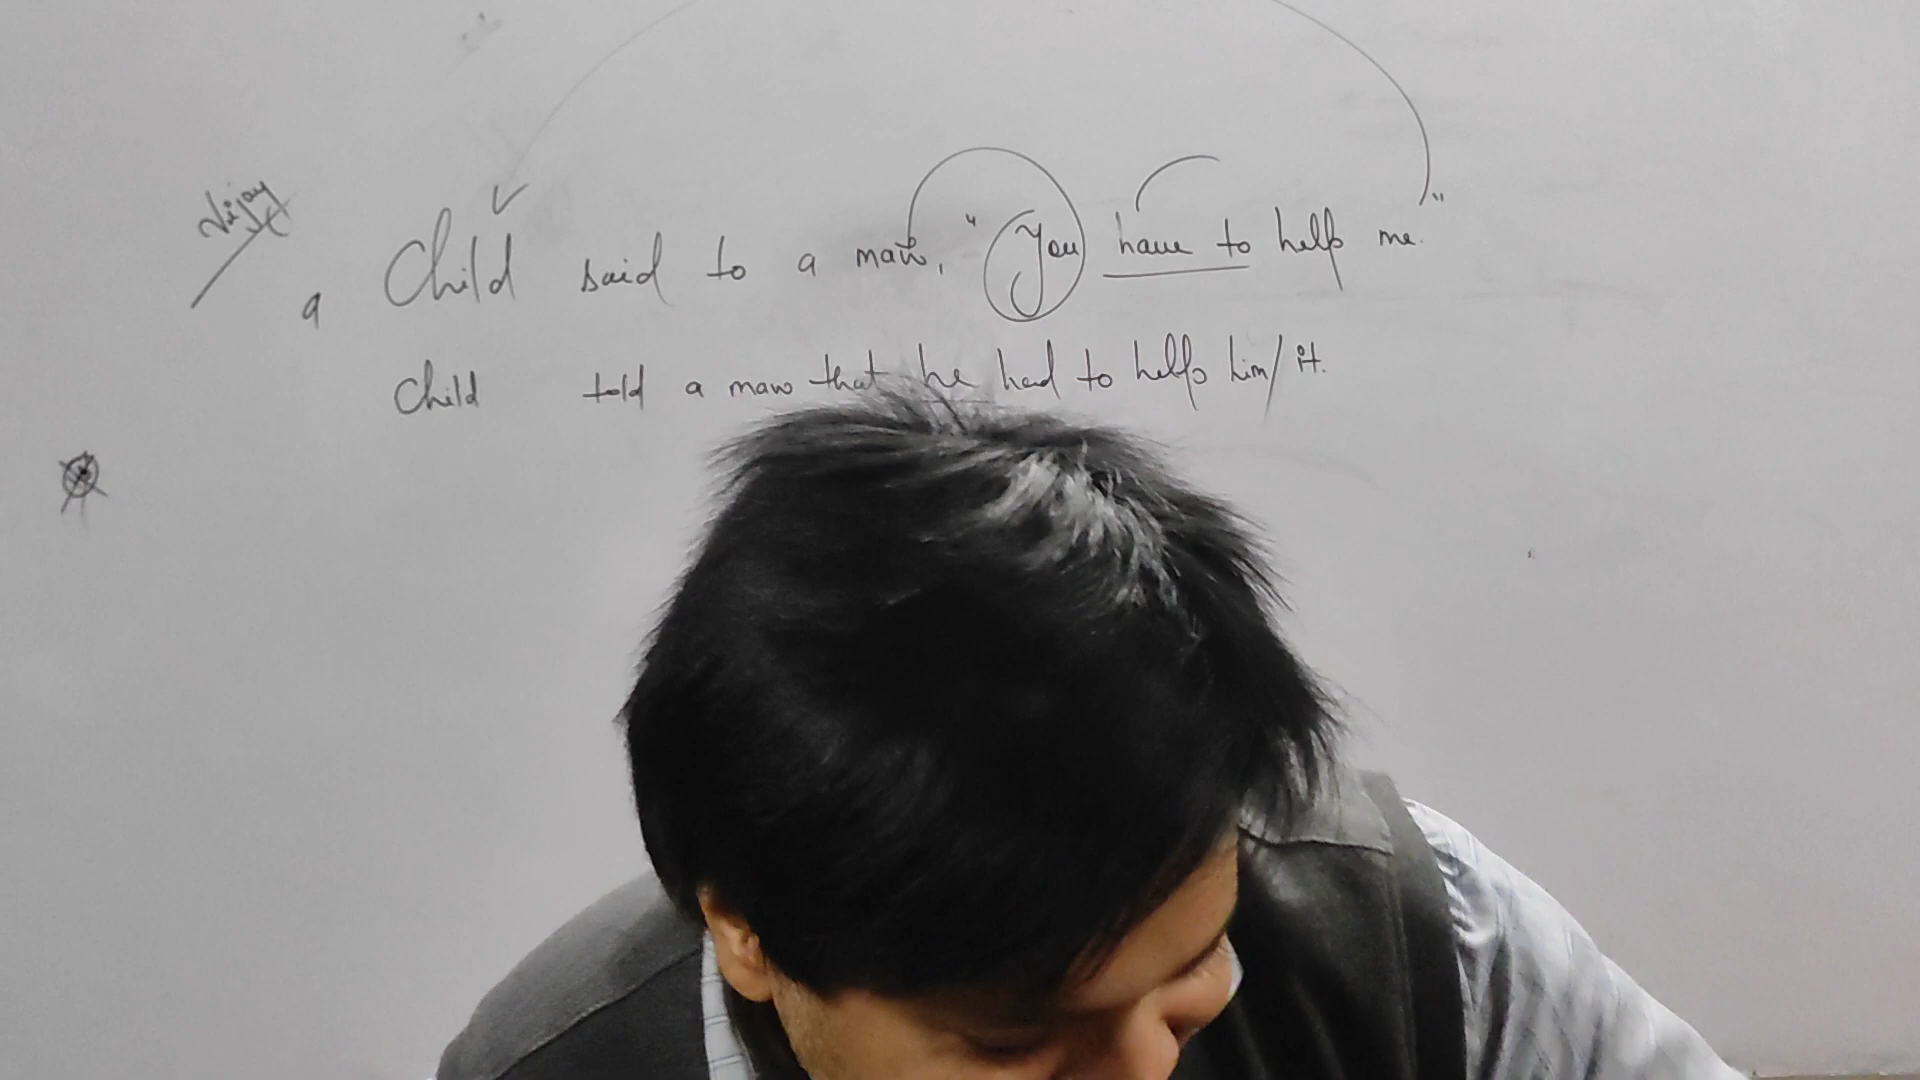 Vijay
a Child said to a man, "You have to help me."
Child told a man that he had to help him/it.